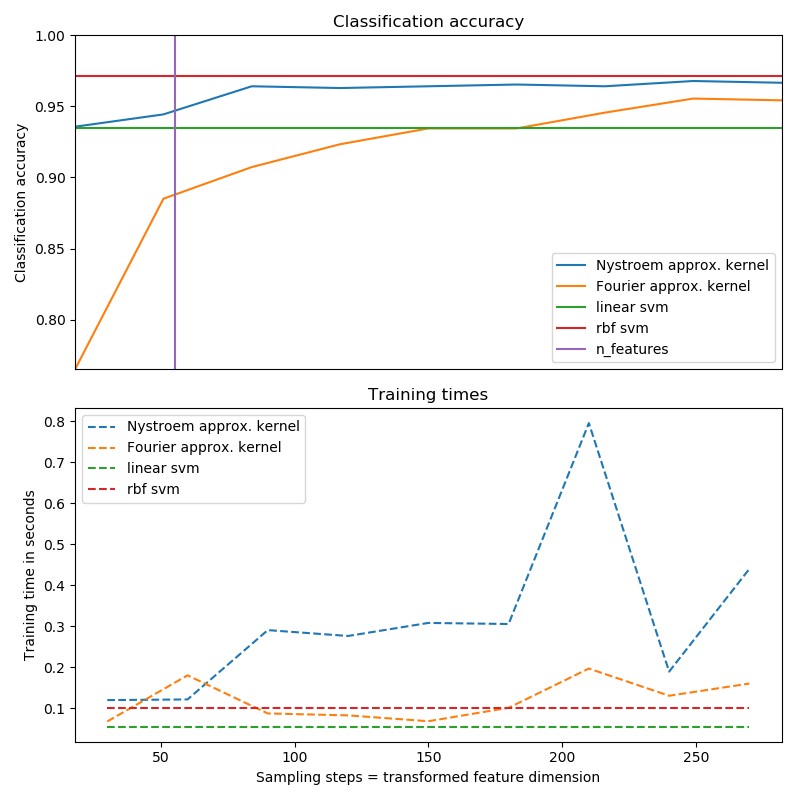 Classification accuracy
Classification accuracy
1.00
0.95
0.90
0.85
0.80
Nystroem approx. kernel
Fourier approx. kernel
linear svm
rbf svm
n_features
Training times
Training time in seconds
0.8
0.7
0.6
0.5
0.4
0.3
0.2
0.1
Nystroem approx. kernel
Fourier approx. kernel
linear svm
rbf svm
50 100 150 200 250
Sampling steps = transformed feature dimension